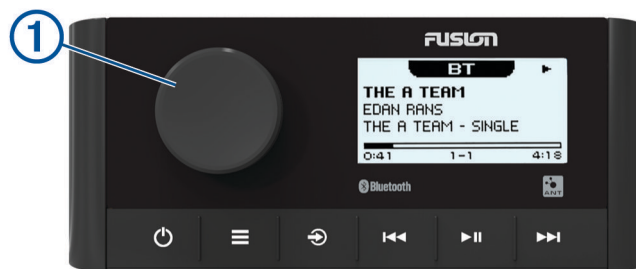 1
FUSION
BT
THE A TEAM
EDAN RANS
THE A TEAM - SINGLE
0:41 1-1 4:18
Bluetooth
ANT